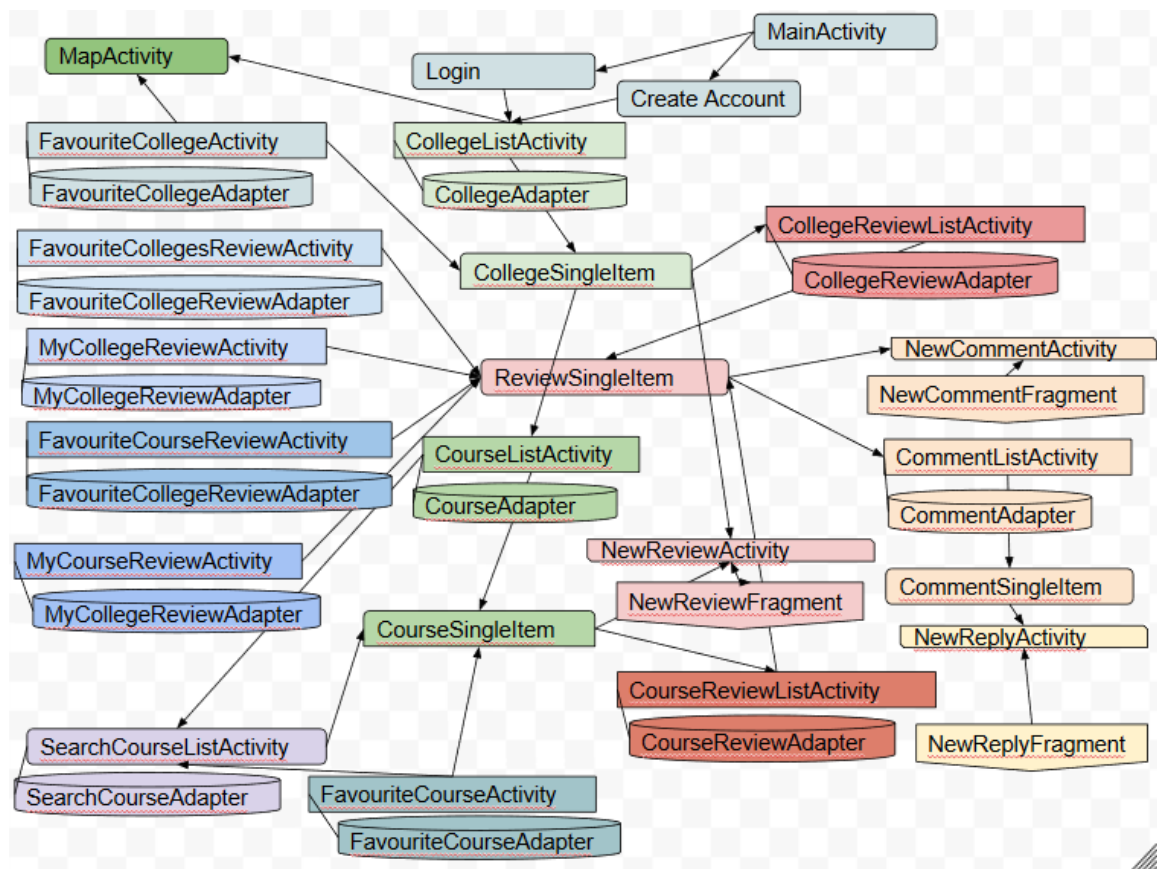 MainActivity
MapActivity
Login
Create Account
FavouriteCollegeActivity
CollegeListActivity
FavouriteCollegeAdapter
CollegeAdapter
CollegeReviewListActivity
FavouriteCollegesReviewActivity
CollegeSingleItem
CollegeReviewAdapter
FavouriteCollegeReviewAdapter
MyCollegeReviewActivity
NewCommentActivity
ReviewSingleItem
MyCollegeReviewAdapter
NewCommentFragment
FavouriteCourseReviewActivity
CourseListActivity
CommentListActivity
FavouriteCollegeReviewAdapter
CourseAdapter
CommentAdapter
NewReviewActivity
MyCourseReviewActivity
CommentSingleItem
NewReviewFragment
MyCollegeReviewAdapter
CourseSingleItem
NewReplyActivity
CourseReviewListActivity
SearchCourseListActivity
CourseReviewAdapter
NewReplyFragment
SearchCourseAdapter
FavouriteCourseActivity
FavouriteCourseAdapter